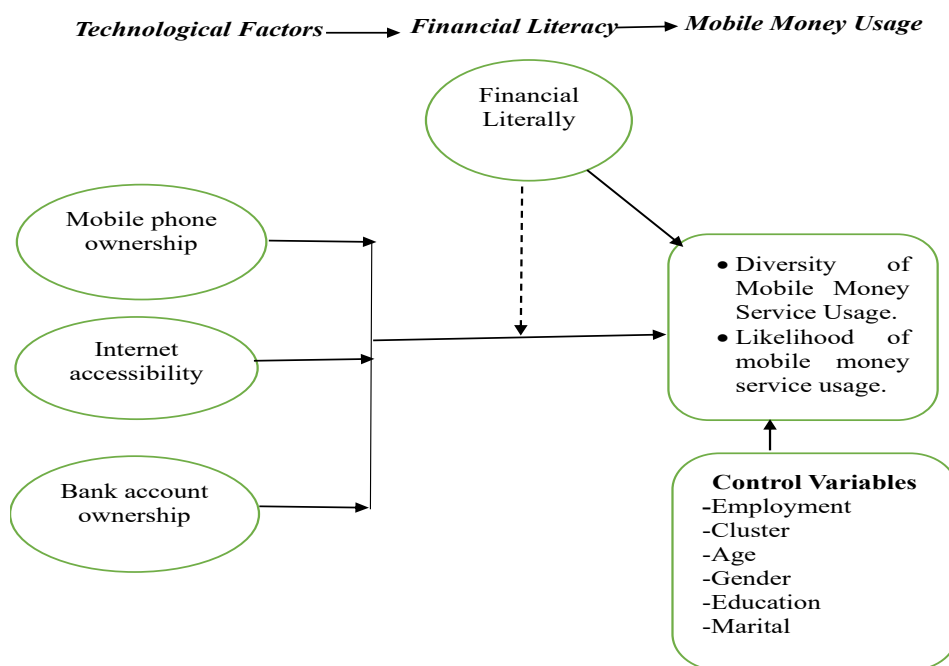 Technological Factors Financial Literacy Mobile Money Usage
Financial
Literally
Mobile phone
ownership
Internet
accessibility
Bank account
ownership
• Diversity of
Mobile Money
Service Usage.
• Likelihood of
mobile money
service usage.
Control Variables
-Employment
-Cluster
-Age
-Gender
-Education
-Marital